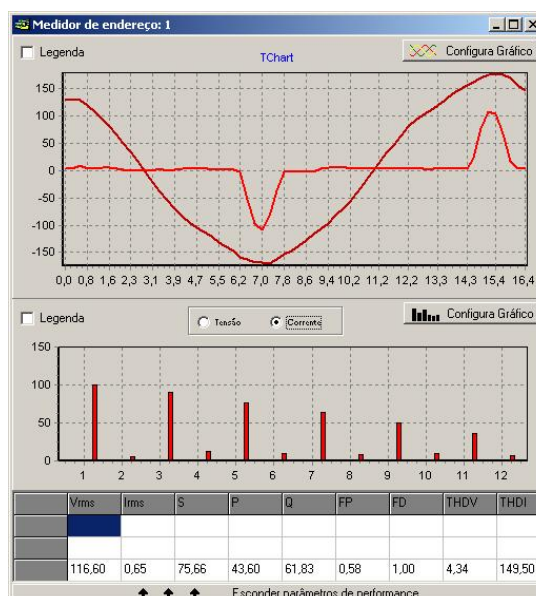 Medidor de endereço: 1
Legenda
TChart
Configura Gráfico
150
100
50
0
-50
-100
-150
0,0 0,8 1,6 2,3 3,1 3,9 4,7 5,5 6,2 7,0 7,8 8,6 9,4 10,2 11,2 12,2 13,3 14,3 15,4 16,4
Legenda
Tensão
Corrente
Configura Gráfico
150
100
50
0
1 2 3 4 5 6 7 8 9 10 11 12
Vrms Irms S P Q FP FD THDV THDI
116,60 0,65 75,66 43,60 61,83 0,58 1,00 4,34 149,50
Esconder parâmetros de performance